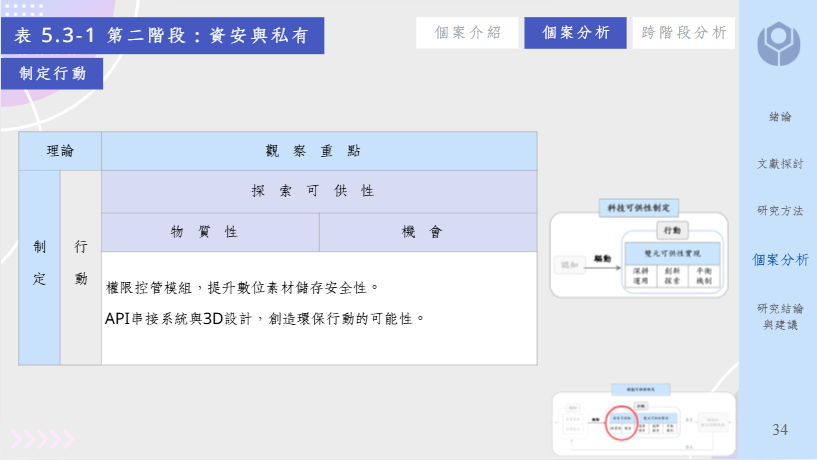 表 5.3-1 第二階段：資安與私有
個案介紹
個案分析
跨階段分析
制定行動
緒論
文獻探討
研究方法
個案分析
研究結論
與建議
理論
觀 察 重 點
制
定
行
動
探 索 可 供 性
物 質 性
機 會
權限控管模組，提升數位素材儲存安全性。
API串接系統與3D設計，創造環保行動的可能性。
科技可供性制定
行動
認知
驅動
雙元可供性實現
深耕
運用
創新
探索
平衡
機制
34